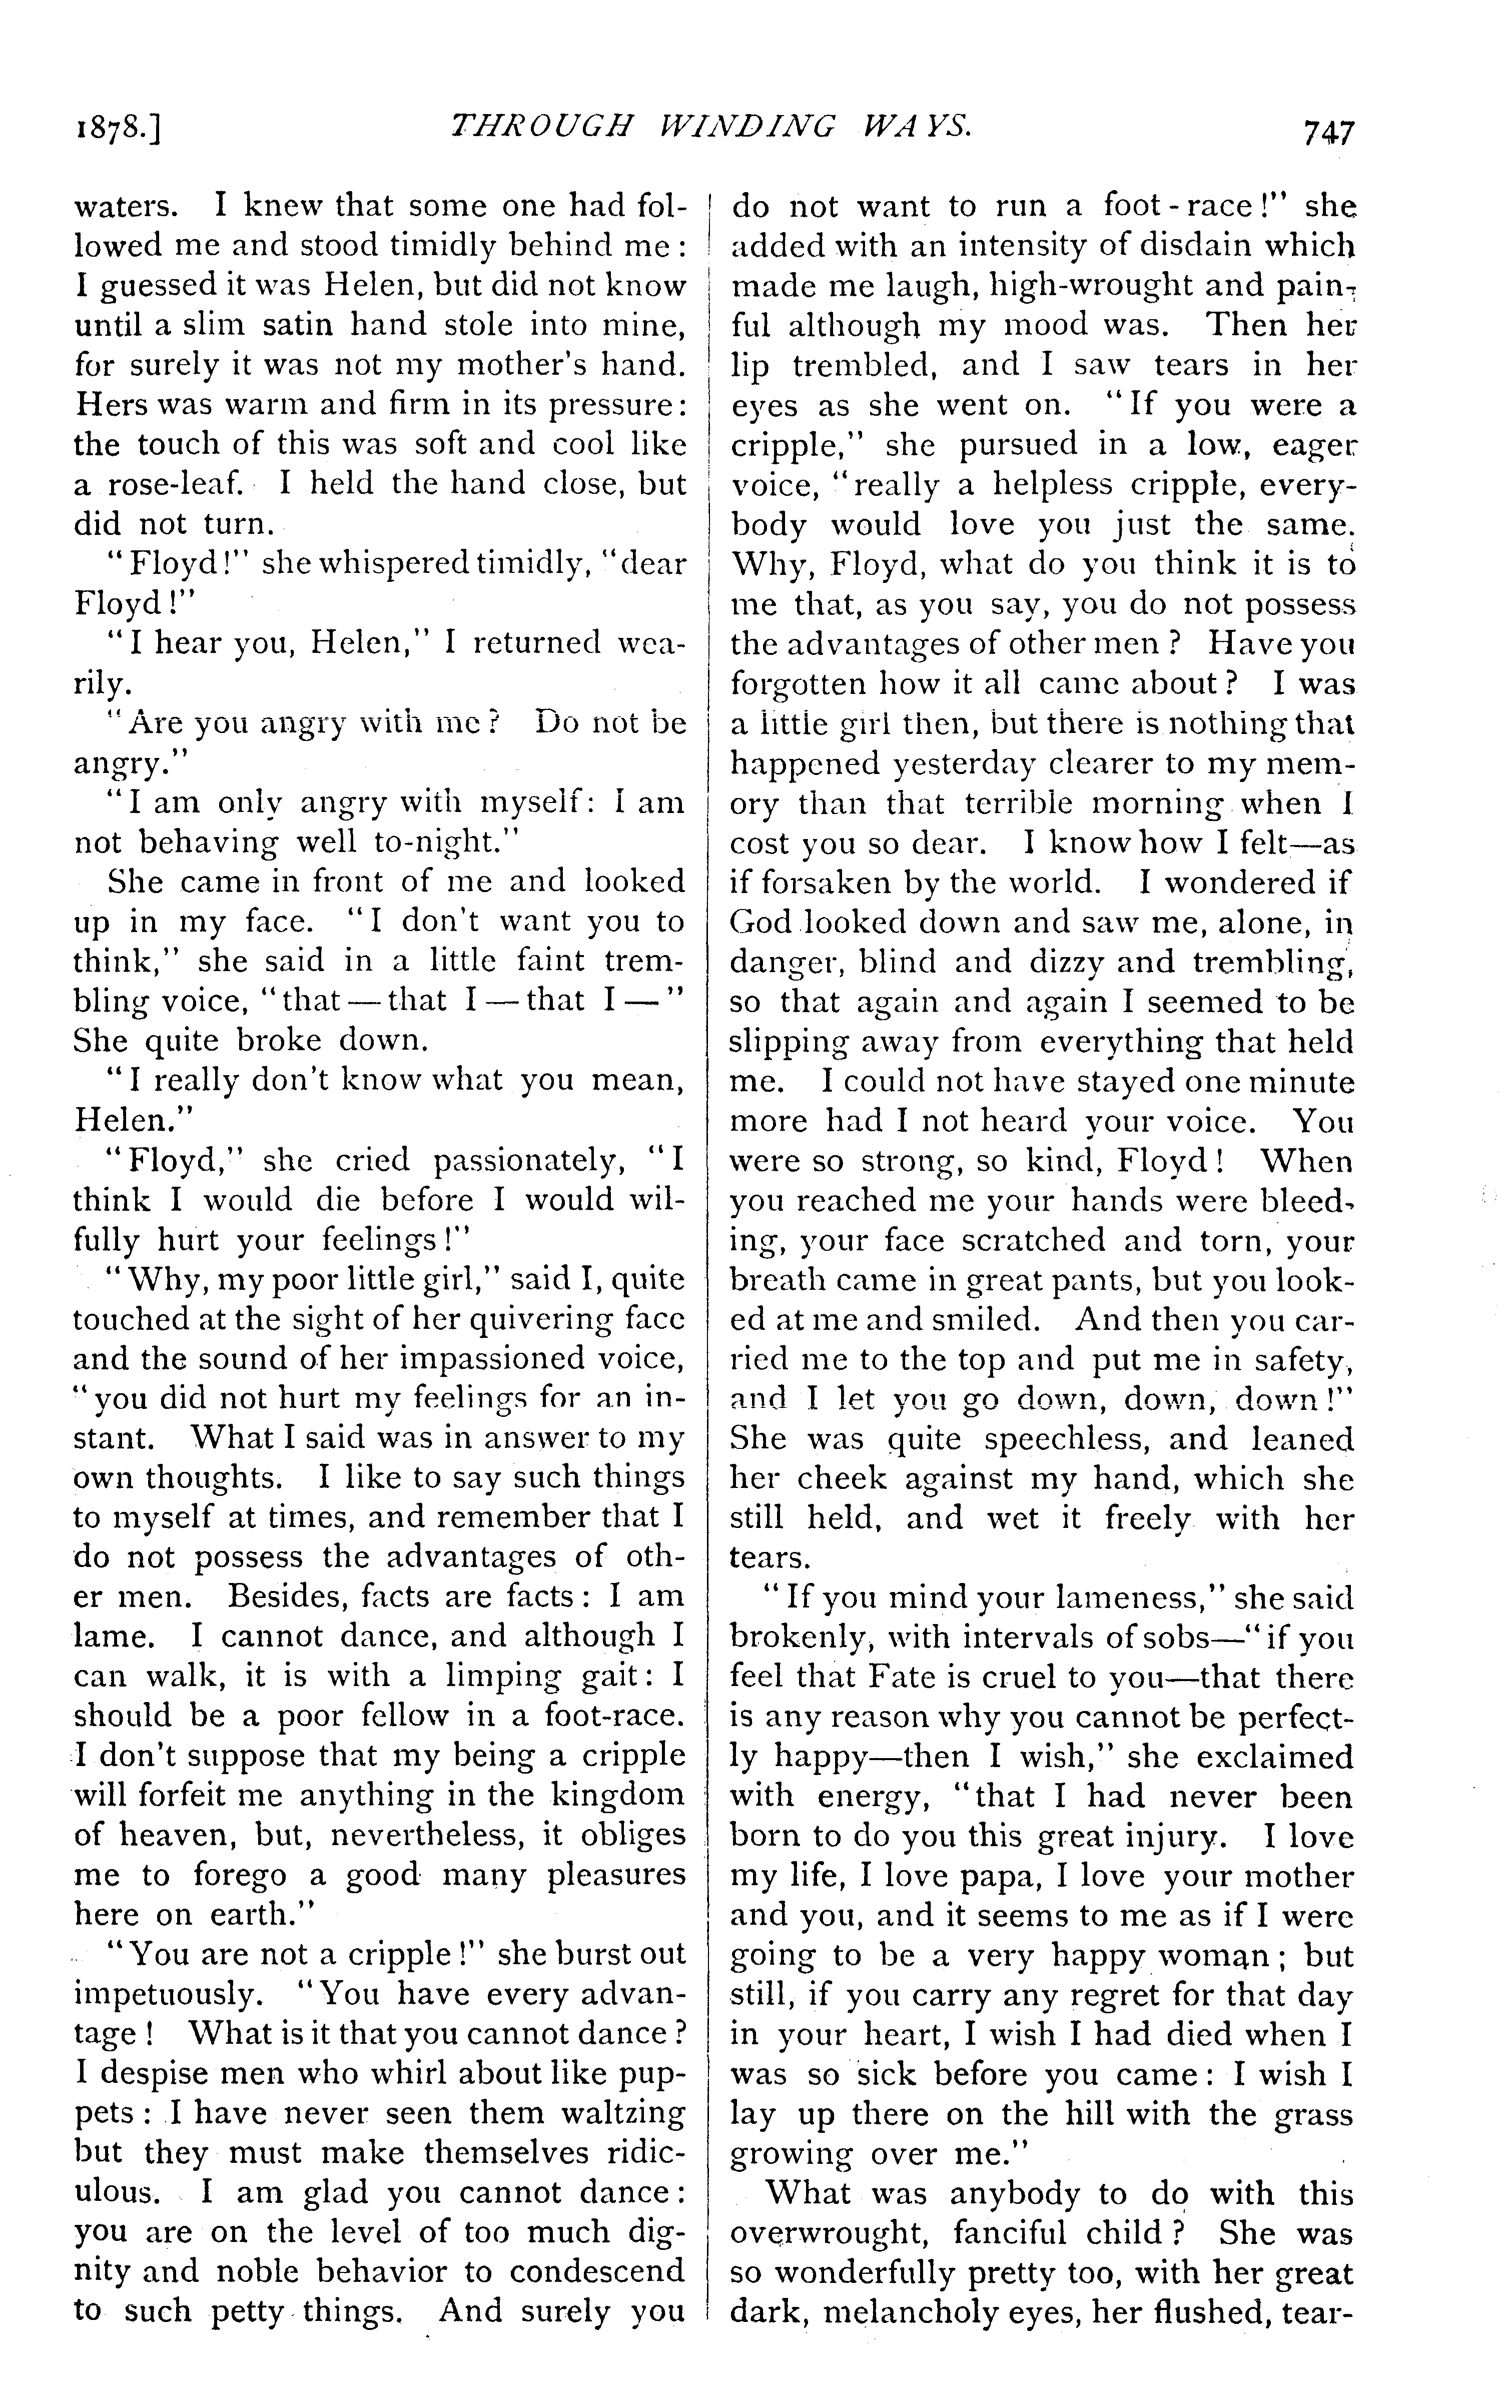 1878.] THROUGH WINDING WAYS. 747
waters. I knew that some one had fol-
lowed me and stood timidly behind me:
I guessed it was Helen, but did not know
until a slim satin hand stole into mine,
for surely it was not my mother's hand.
Hers was warm and firm in its pressure:
the touch of this was soft and cool like
a rose-leaf. I held the hand close, but
did not turn.
"Floyd!" she whispered timidly, "dear
Floyd!"
"I hear you, Helen," I returned wea-
rily.
"Are you angry with me? Do not be
angry."
"I am only angry with myself: I am
not behaving well to-night."
She came in front of me and looked
up in my face. "I don't want you to
think," she said in a little faint trem-
bling voice, "that—that I—that I—"
She quite broke down.
"I really don't know what you mean,
Helen."
"Floyd," she cried passionately, "I
think I would die before I would wil-
fully hurt your feelings!"
"Why, my poor little girl," said I, quite
touched at the sight of her quivering face
and the sound of her impassioned voice,
"you did not hurt my feelings for an in-
stant. What I said was in answer to my
own thoughts. I like to say such things
to myself at times, and remember that I
do not possess the advantages of oth-
er men. Besides, facts are facts: I am
lame. I cannot dance, and although I
can walk, it is with a limping gait: I
should be a poor fellow in a foot-race.
I don't suppose that my being a cripple
will forfeit me anything in the kingdom
of heaven, but, nevertheless, it obliges
me to forego a good many pleasures
here on earth."
"You are not a cripple!" she burst out
impetuously. "You have every advan-
tage! What is it that you cannot dance?
I despise men who whirl about like pup-
pets: I have never seen them waltzing
but they must make themselves ridic-
ulous. I am glad you cannot dance:
you are on the level of too much dig-
nity and noble behavior to condescend
to such petty things. And surely you
do not want to run a foot-race!" she
added with an intensity of disdain which
made me laugh, high-wrought and pain-
ful although my mood was. Then her
lip trembled, and I saw tears in her
eyes as she went on. "If you were a
cripple," she pursued in a low, eager
voice, "really a helpless cripple, every-
body would love you just the same.
Why, Floyd, what do you think it is to
me that, as you say, you do not possess
the advantages of other men? Have you
forgotten how it all came about? I was
a little girl then, but there is nothing that
happened yesterday clearer to my mem-
ory than that terrible morning when I
cost you so dear. I know how I felt—as
if forsaken by the world. I wondered if
God looked down and saw me, alone, in
danger, blind and dizzy and trembling,
so that again and again I seemed to be
slipping away from everything that held
me. I could not have stayed one minute
more had I not heard your voice. You
were so strong, so kind, Floyd! When
you reached me your hands were bleed-
ing, your face scratched and torn, your
breath came in great pants, but you look-
ed at me and smiled. And then you car-
ried me to the top and put me in safety,
and I let you go down, down, down!"
She was quite speechless, and leaned
her cheek against my hand, which she
still held, and wet it freely with her
tears.
"If you mind your lameness," she said
brokenly, with intervals of sobs—"if you
feel that Fate is cruel to you—that there
is any reason why you cannot be perfect-
ly happy—then I wish," she exclaimed
with energy, "that I had never been
born to do you this great injury. I love
my life, I love papa, I love your mother
and you, and it seems to me as if I were
going to be a very happy woman; but
still, if you carry any regret for that day
in your heart, I wish I had died when I
was so sick before you came: I wish I
lay up there on the hill with the grass
growing over me."
What was anybody to do with this
overwrought, fanciful child? She was
so wonderfully pretty too, with her great
dark, melancholy eyes, her flushed, tear-